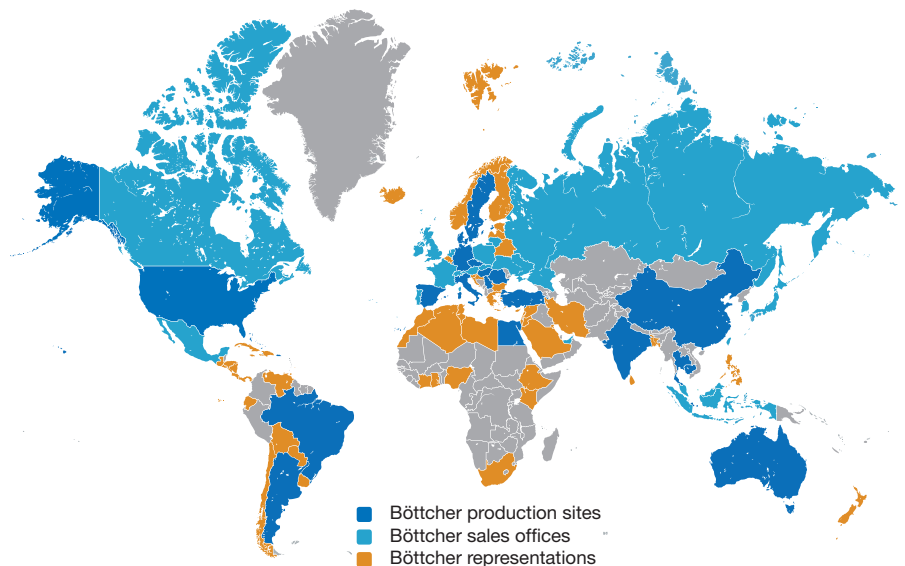 Böttcher production sites
Böttcher sales offices
Böttcher representations